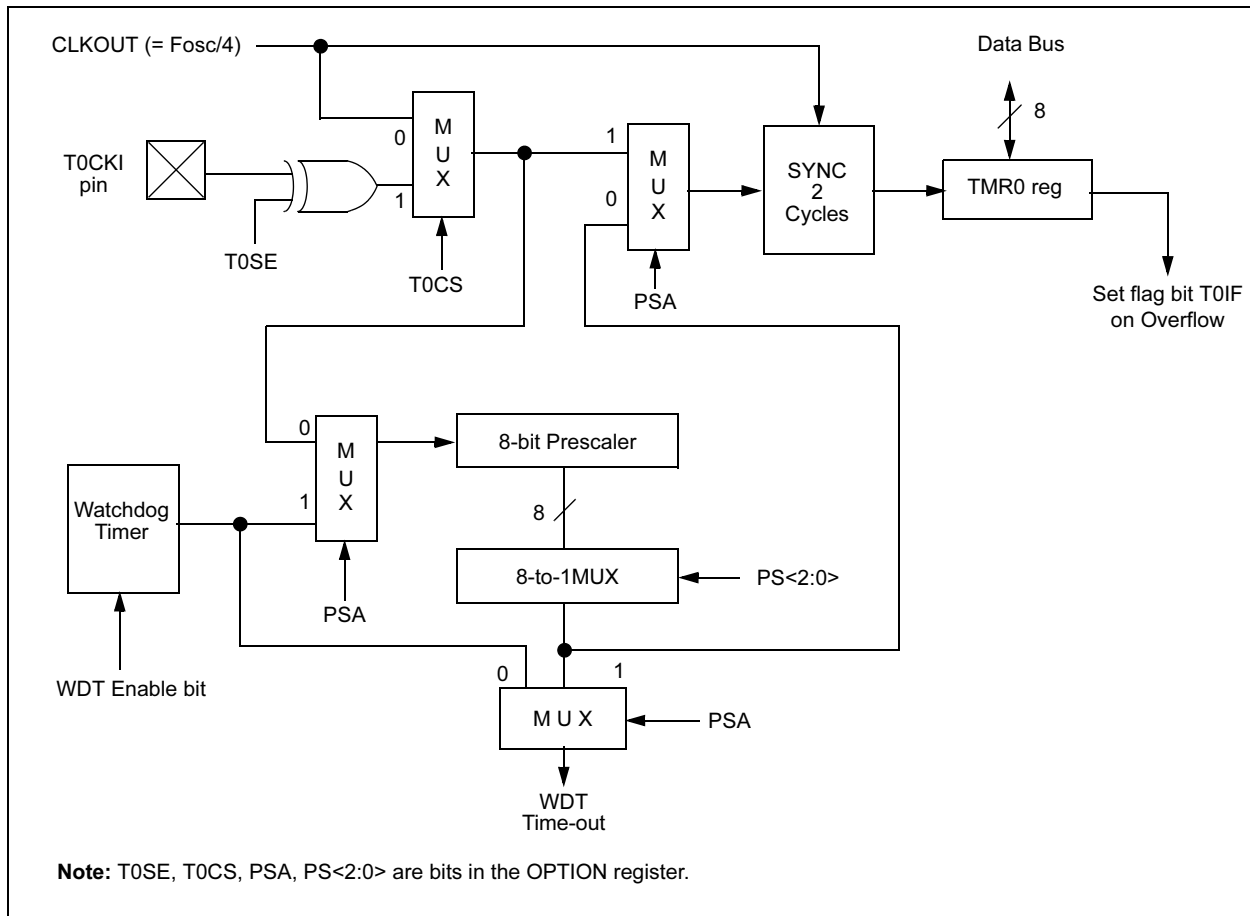 CLKOUT (= Fosc/4)
Data Bus
8
T0CKI
pin
T0SE
0
1
M
U
X
T0CS
1
0
M
U
X
PSA
SYNC
2
Cycles
TMR0 reg
Set flag bit T0IF
on Overflow
0
1
M
U
X
PSA
8-bit Prescaler
8
8-to-1MUX
PS<2:0>
Watchdog
Timer
WDT Enable bit
0
1
M U X
PSA
WDT
Time-out
Note: T0SE, T0CS, PSA, PS<2:0> are bits in the OPTION register.